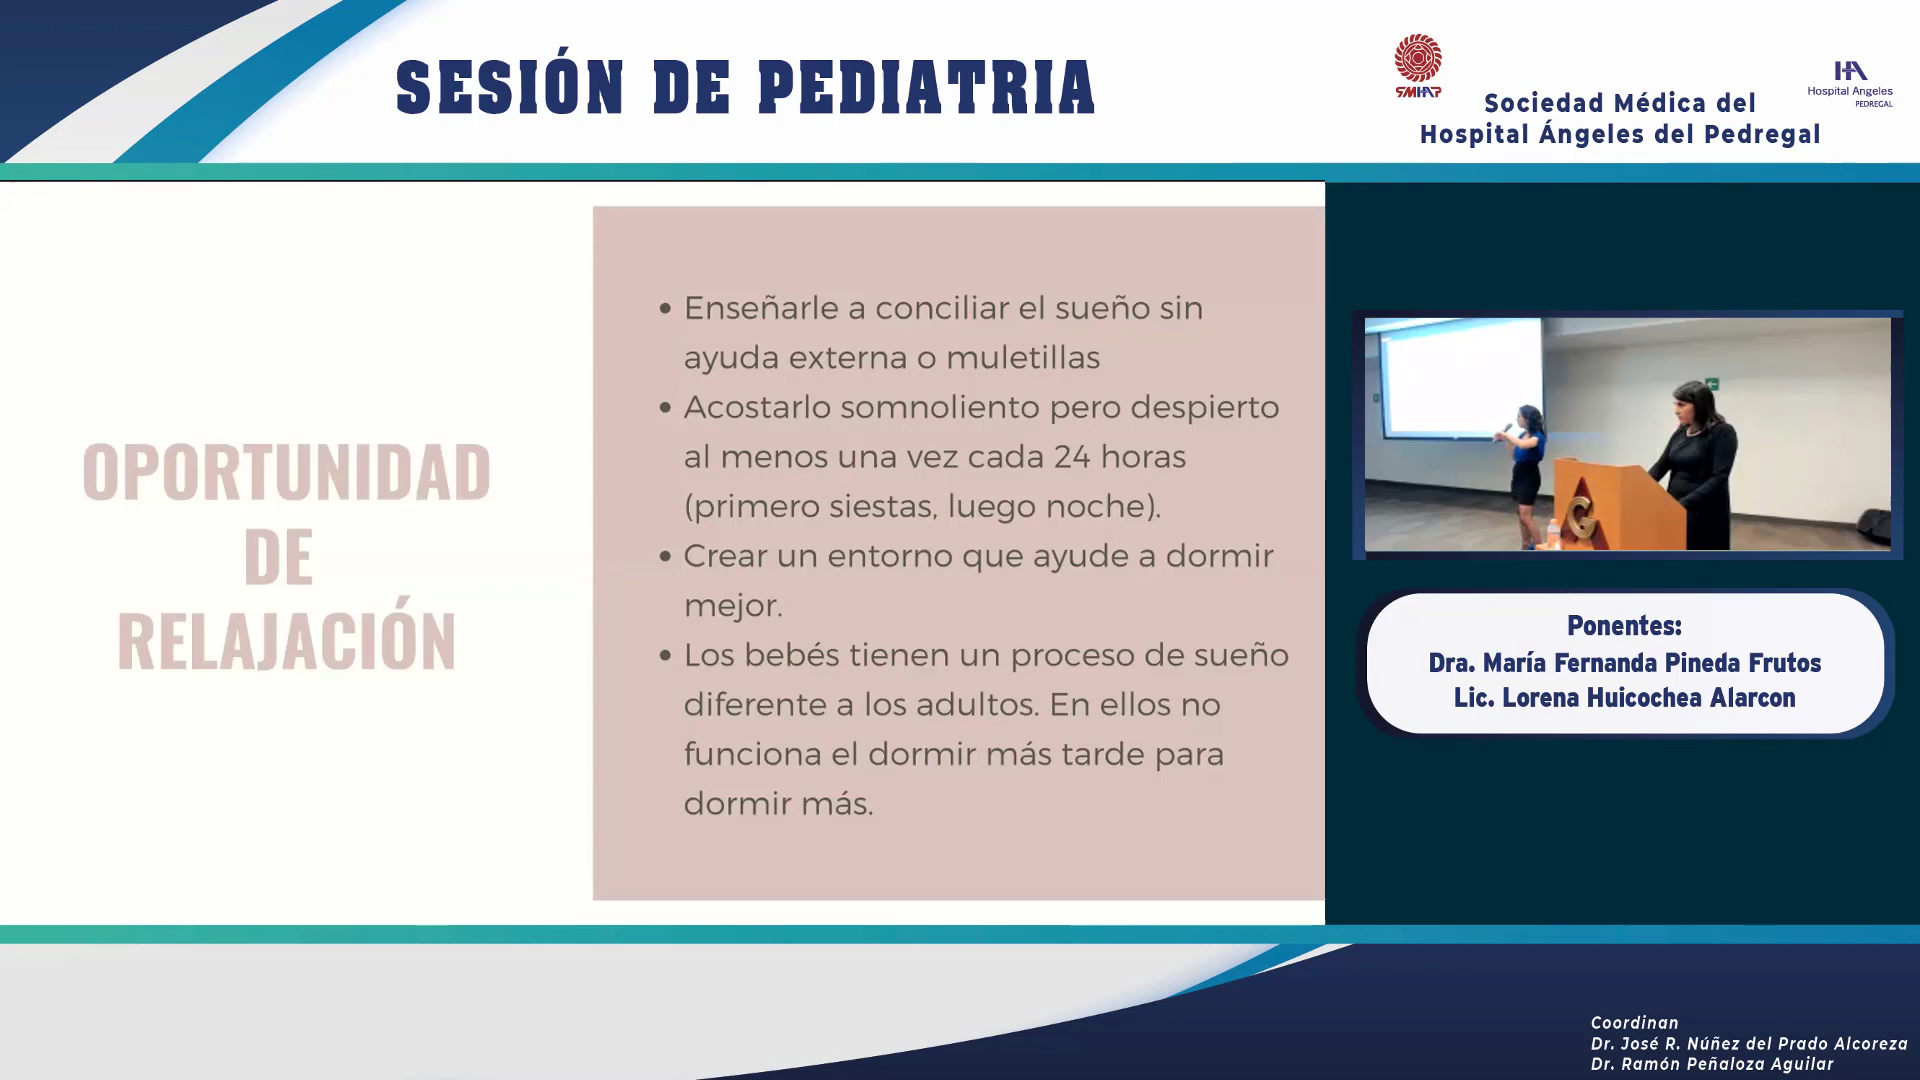 SESIÓN DE PEDIATRIA
SMHAP
Sociedad Médica del
Hospital Ángeles del Pedregal
HA
Hospital Angeles
PEDREGAL
OPORTUNIDAD
DE
RELAJACIÓN
• Enseñarle a conciliar el sueño sin
ayuda externa o muletillas
• Acostarlo somnoliento pero despierto
al menos una vez cada 24 horas
(primero siestas, luego noche).
• Crear un entorno que ayude a dormir
mejor.
• Los bebés tienen un proceso de sueño
diferente a los adultos. En ellos no
funciona el dormir más tarde para
dormir más.
Ponentes:
Dra. María Fernanda Pineda Frutos
Lic. Lorena Huicochea Alarcon
Coordinan
Dr. José R. Núñez del Prado Alcoreza
Dr. Ramón Peñaloza Aguilar